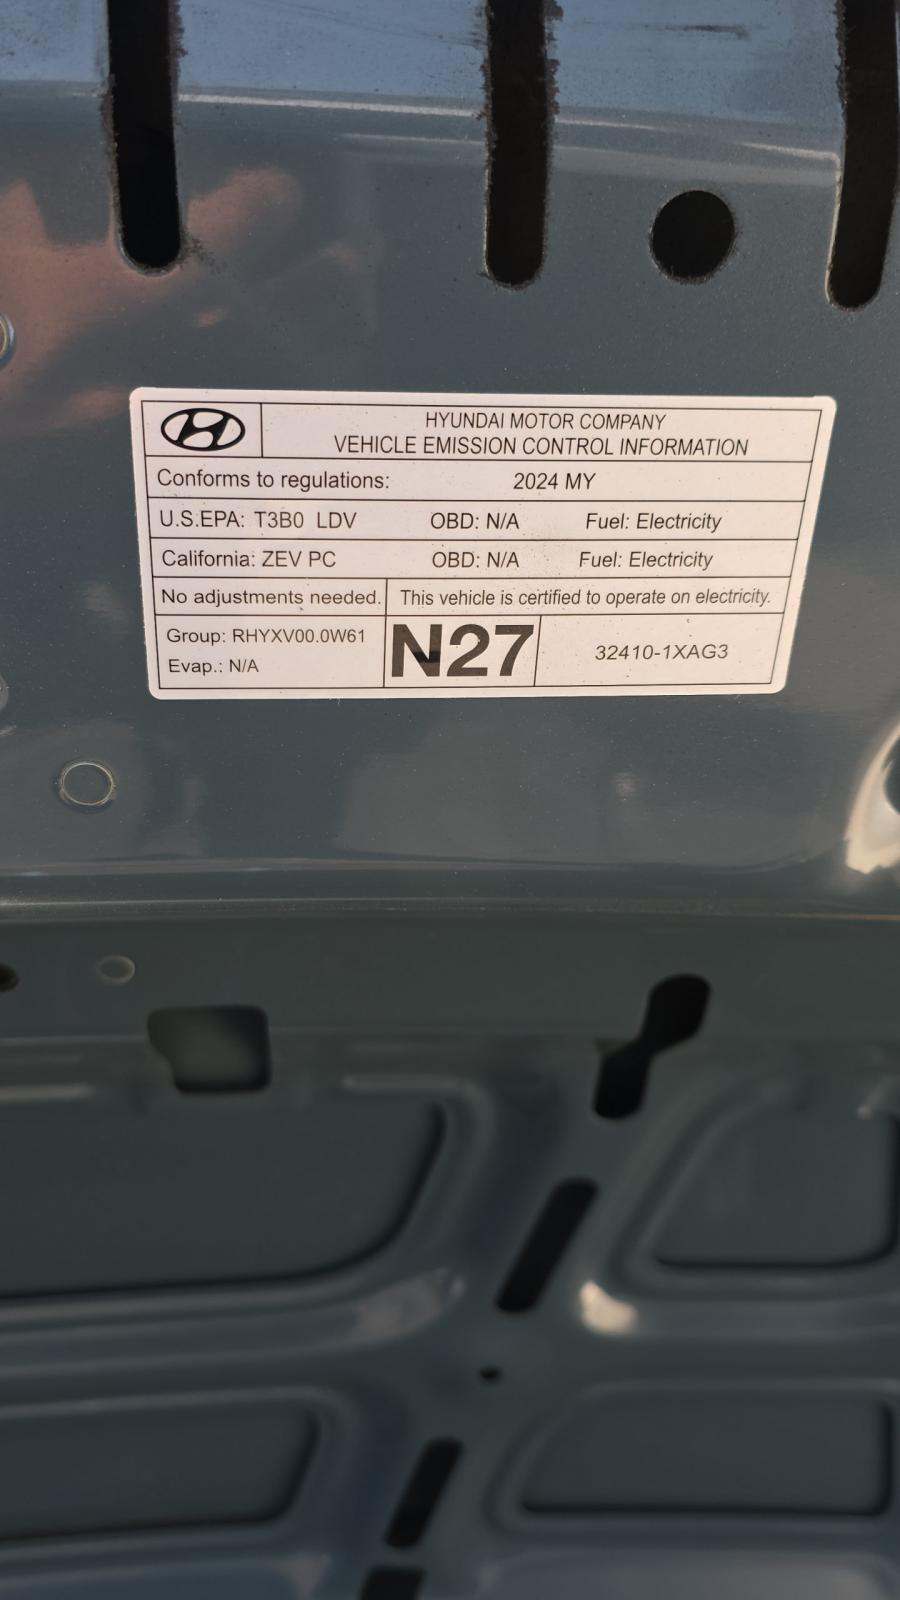 HYUNDAI MOTOR COMPANY
VEHICLE EMISSION CONTROL INFORMATION
Conforms to regulations: 2024 MY
U.S.EPA: T3B0 LDV OBD: N/A Fuel: Electricity
California: ZEV PC OBD: N/A Fuel: Electricity
No adjustments needed. This vehicle is certified to operate on electricity.
Group: RHYXV00.0W61
Evap.: N/A
N27
32410-1XAG3